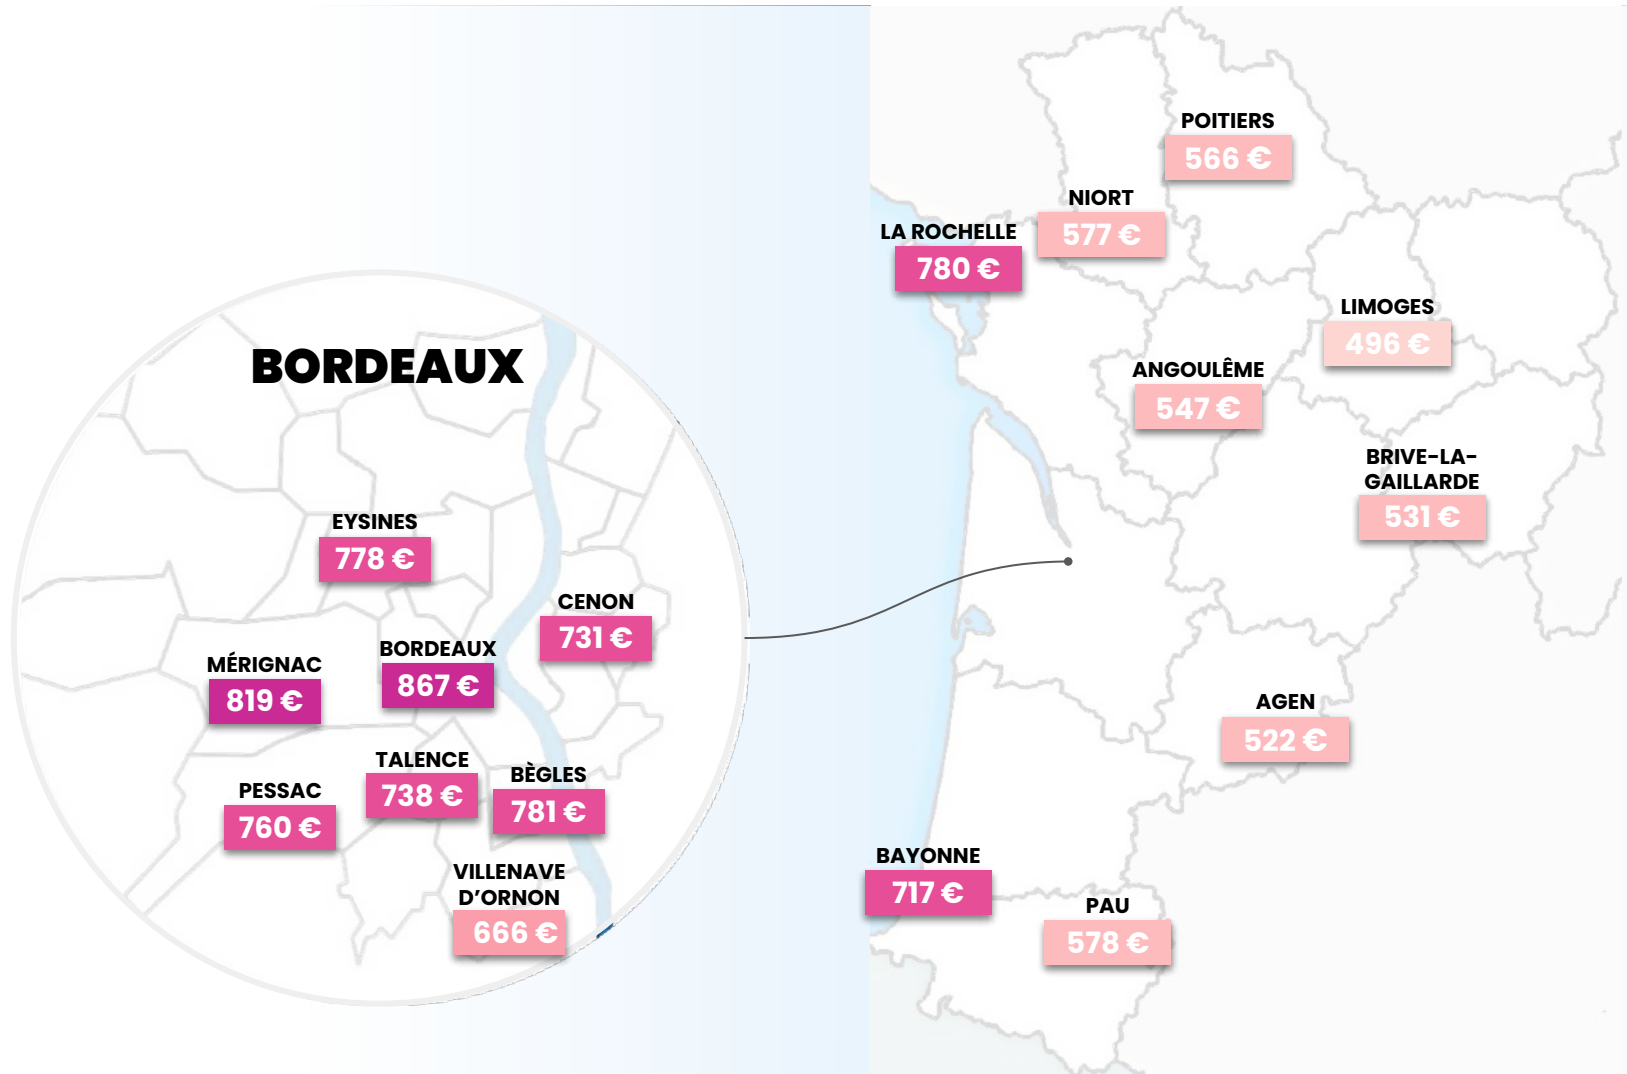 BORDEAUX
EYSINES
778 €
CENON
731 €
BORDEAUX
867 €
MÉRIGNAC
819 €
TALENCE
738 €
BÈGLES
781 €
PESSAC
760 €
VILLENAVE
D’ORNON
666 €
POITIERS
566 €
NIORT
577 €
LA ROCHELLE
780 €
LIMOGES
496 €
ANGOULÊME
547 €
BRIVE-LA-
GAILLARDE
531 €
AGEN
522 €
BAYONNE
717 €
PAU
578 €